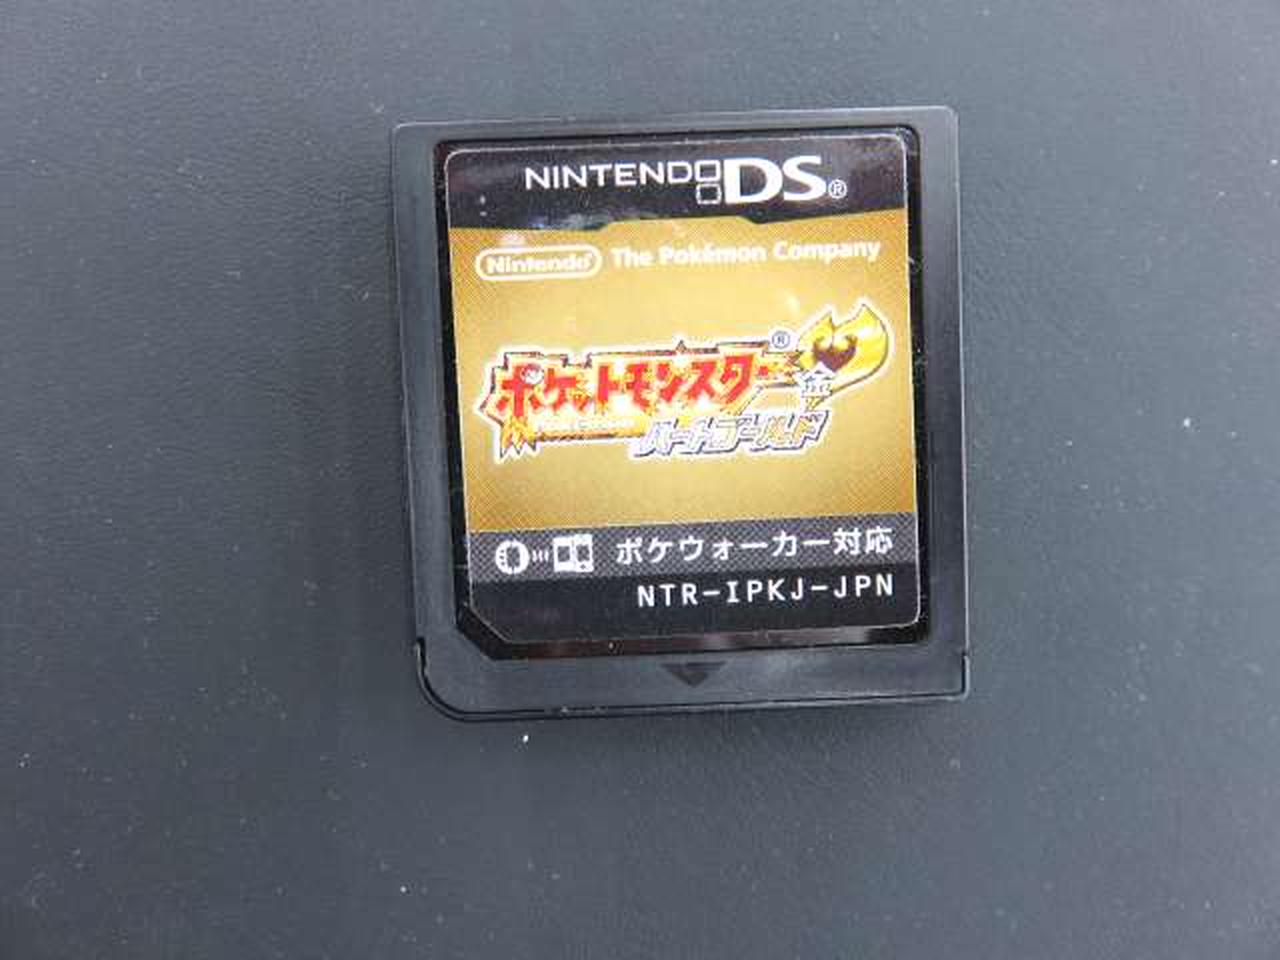 NINTENDO DS®
Nintendo® The Pokémon Company
ポケットモンスター®
金
ハートゴールド
ポケウォーカー対応
NTR-IPKJ-JPN